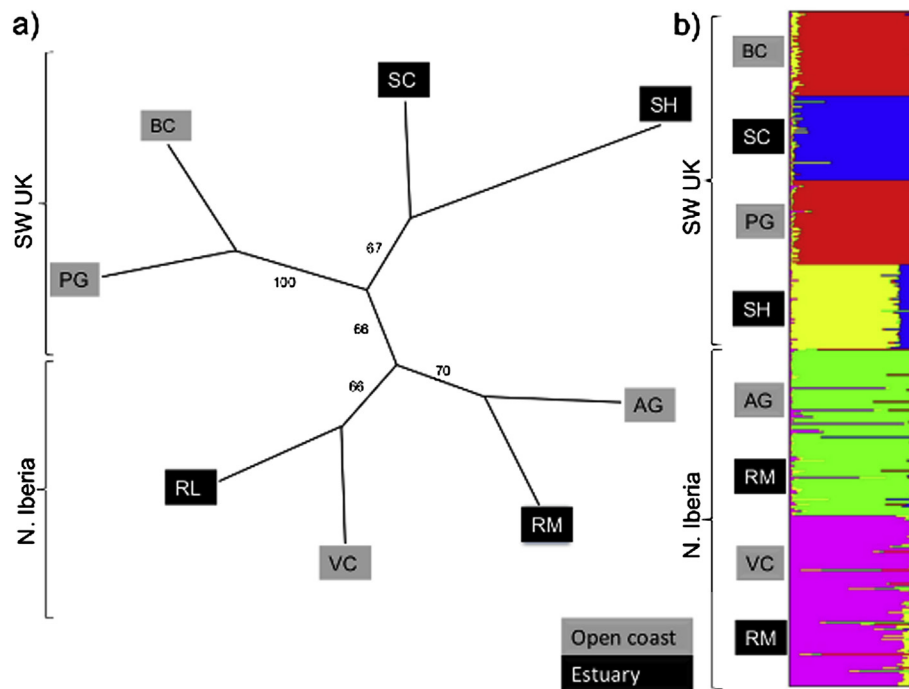 a)
SW UK
N. Iberia
BC
SC
SH
PG
100
67
66
66
70
AG
RL
VC
RM
Open coast
Estuary
b)
SW UK
N. Iberia
BC
SC
PG
SH
AG
RM
VC
RM